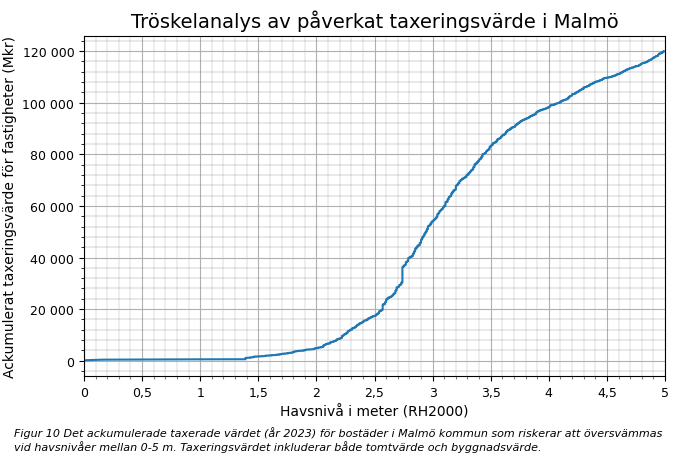 Tröskelanalys av påverkat taxeringsvärde i Malmö
Ackumulerat taxeringsvärde för fastigheter (Mkr)
120 000
100 000
80 000
60 000
40 000
20 000
0
0 0,5 1 1,5 2 2,5 3 3,5 4 4,5 5
Havsnivå i meter (RH2000)
Figur 10 Det ackumulerade taxerade värdet (år 2023) för bostäder i Malmö kommun som riskerar att översvämmas
vid havsnivåer mellan 0-5 m. Taxeringsvärdet inkluderar både tomtvärde och byggnadsvärde.